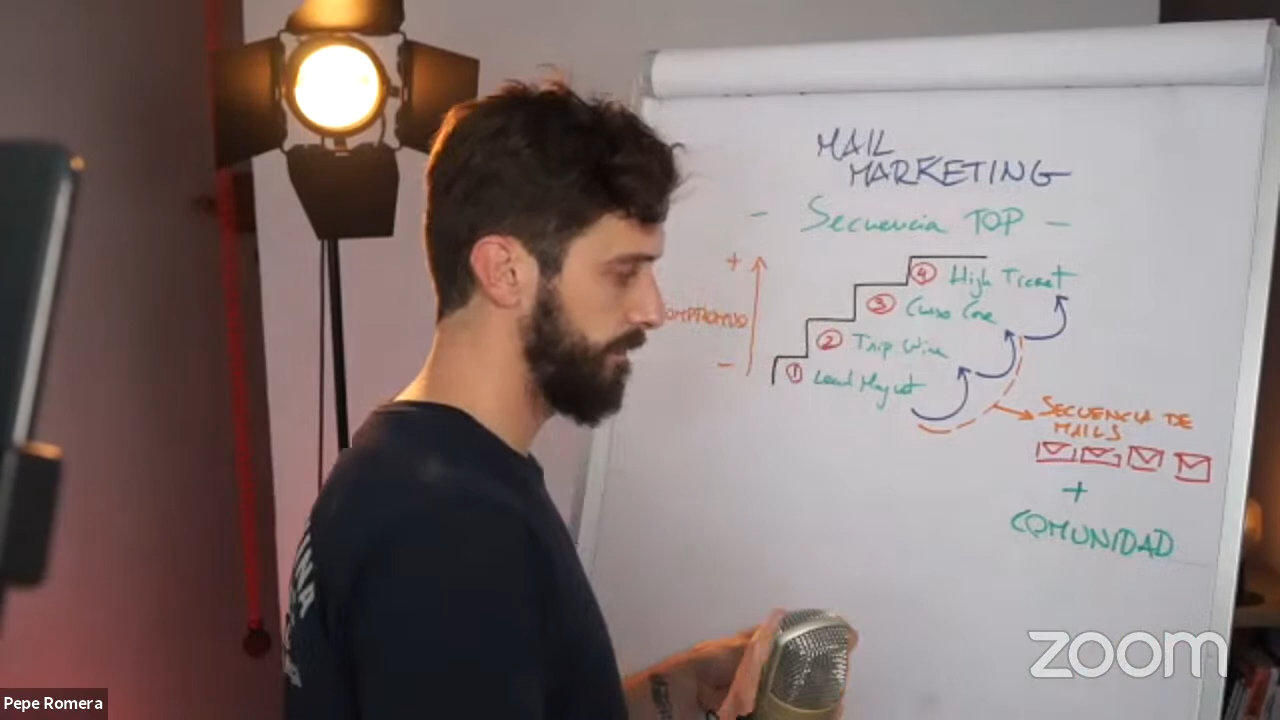 MAIL
MARKETING
- Secuencia TOP -
+
④ High Ticket
③ Curso Core
COMPROMISO
② Trip Wire
-
① Lead Magnet
SECUENCIA DE
MAILS
+
COMUNIDAD
zoom
Pepe Romera